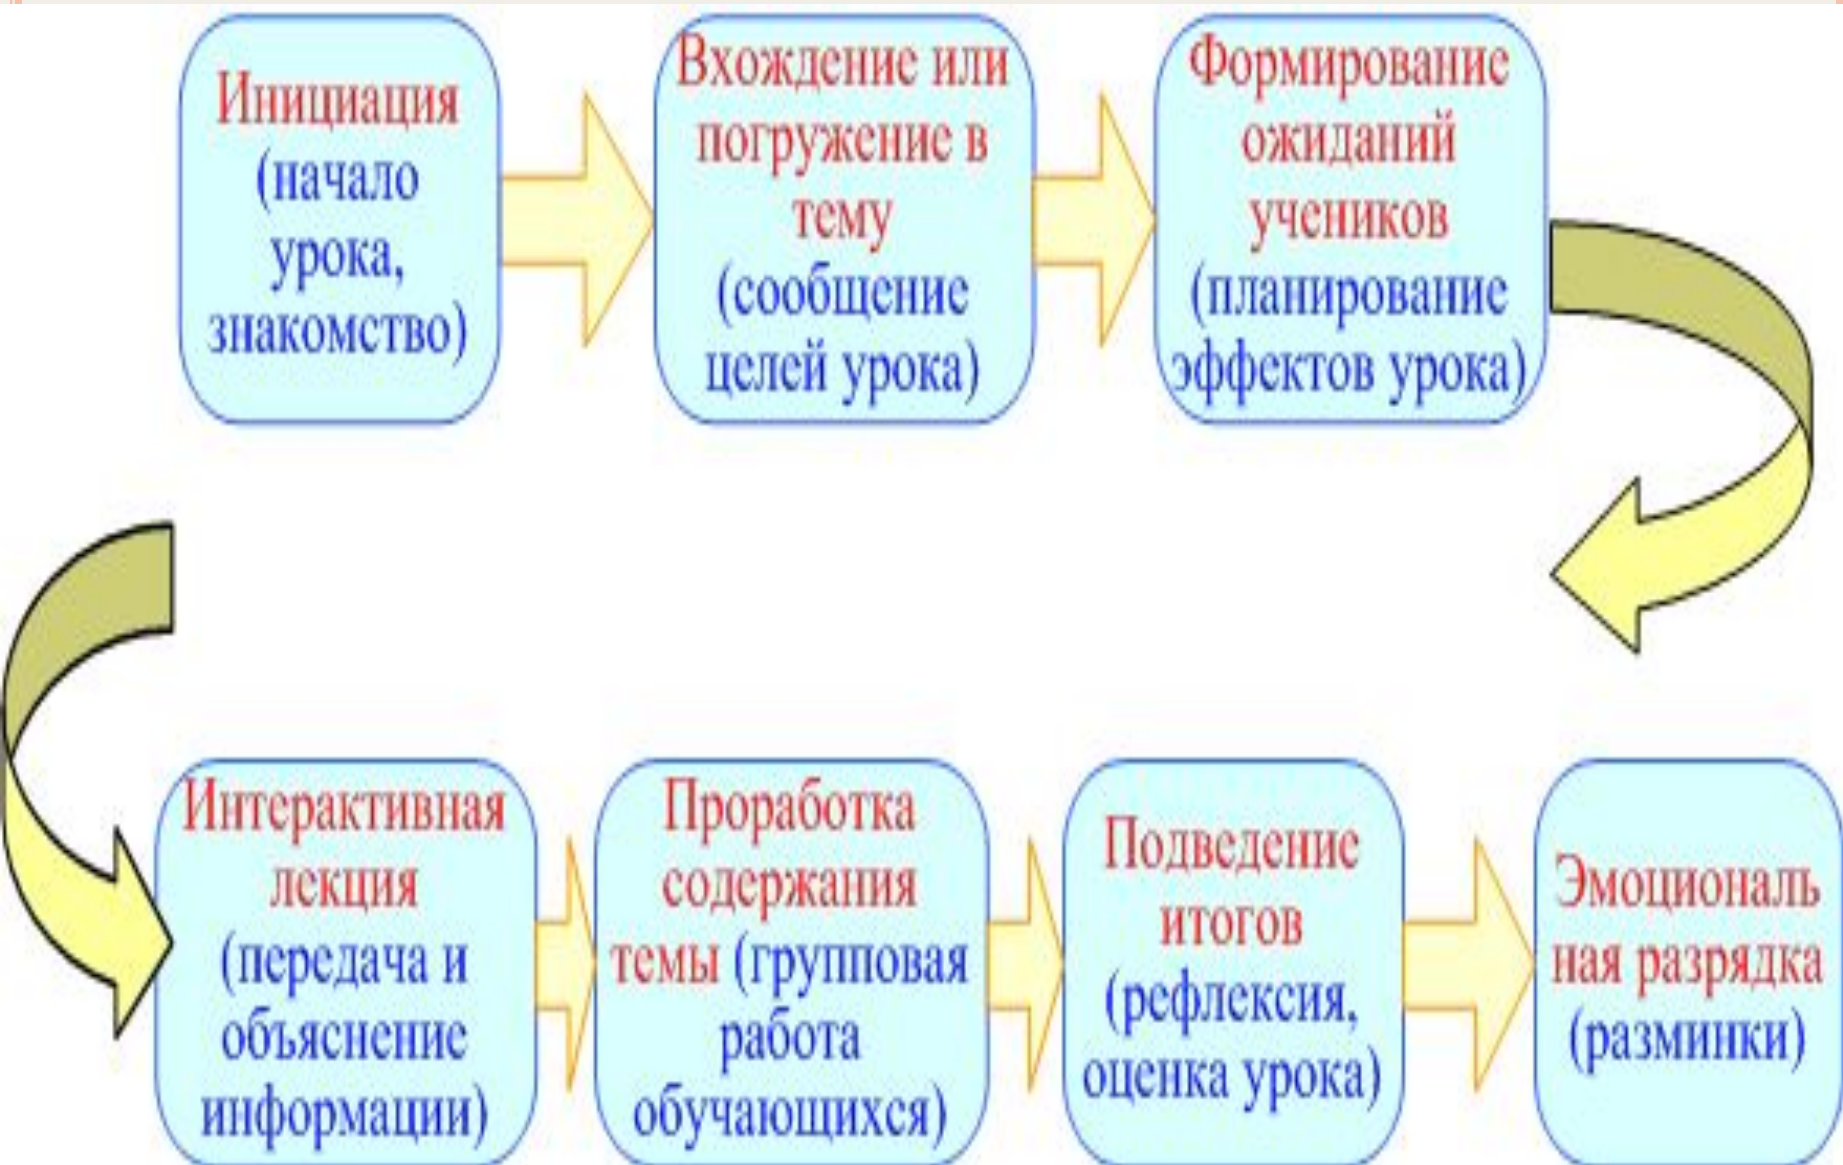 Инициация
(начало
урока,
знакомство)
Вхождение или
погружение в
тему
(сообщение
целей урока)
Формирование
ожиданий
учеников
(планирование
эффектов урока)
Интерактивная
лекция
(передача и
объяснение
информации)
Проработка
содержания
темы (групповая
работа
обучающихся)
Подведение
итогов
(рефлексия,
оценка урока)
Эмоциональ
ная разрядка
(разминки)